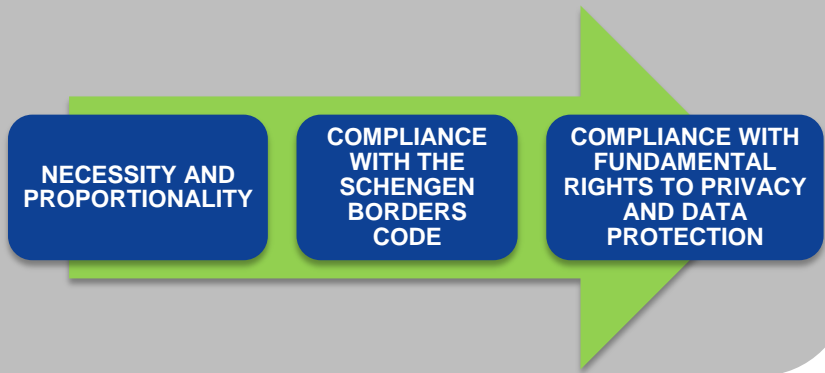 NECESSITY AND
PROPORTIONALITY
COMPLIANCE
WITH THE
SCHENGEN
BORDERS
CODE
COMPLIANCE WITH
FUNDAMENTAL
RIGHTS TO PRIVACY
AND DATA
PROTECTION